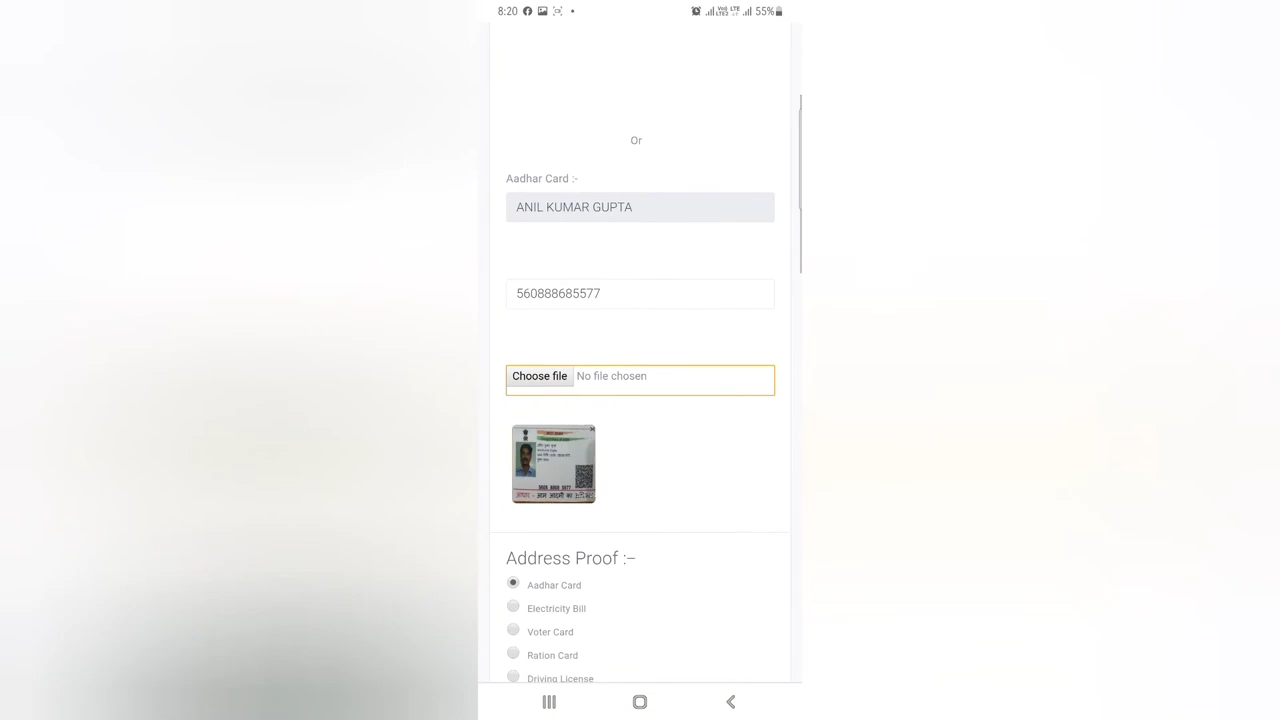 8:20
55%
Or
Aadhar Card :-
ANIL KUMAR GUPTA
560888685577
Choose file No file chosen
Address Proof :-
Aadhar Card
Electricity Bill
Voter Card
Ration Card
Driving License